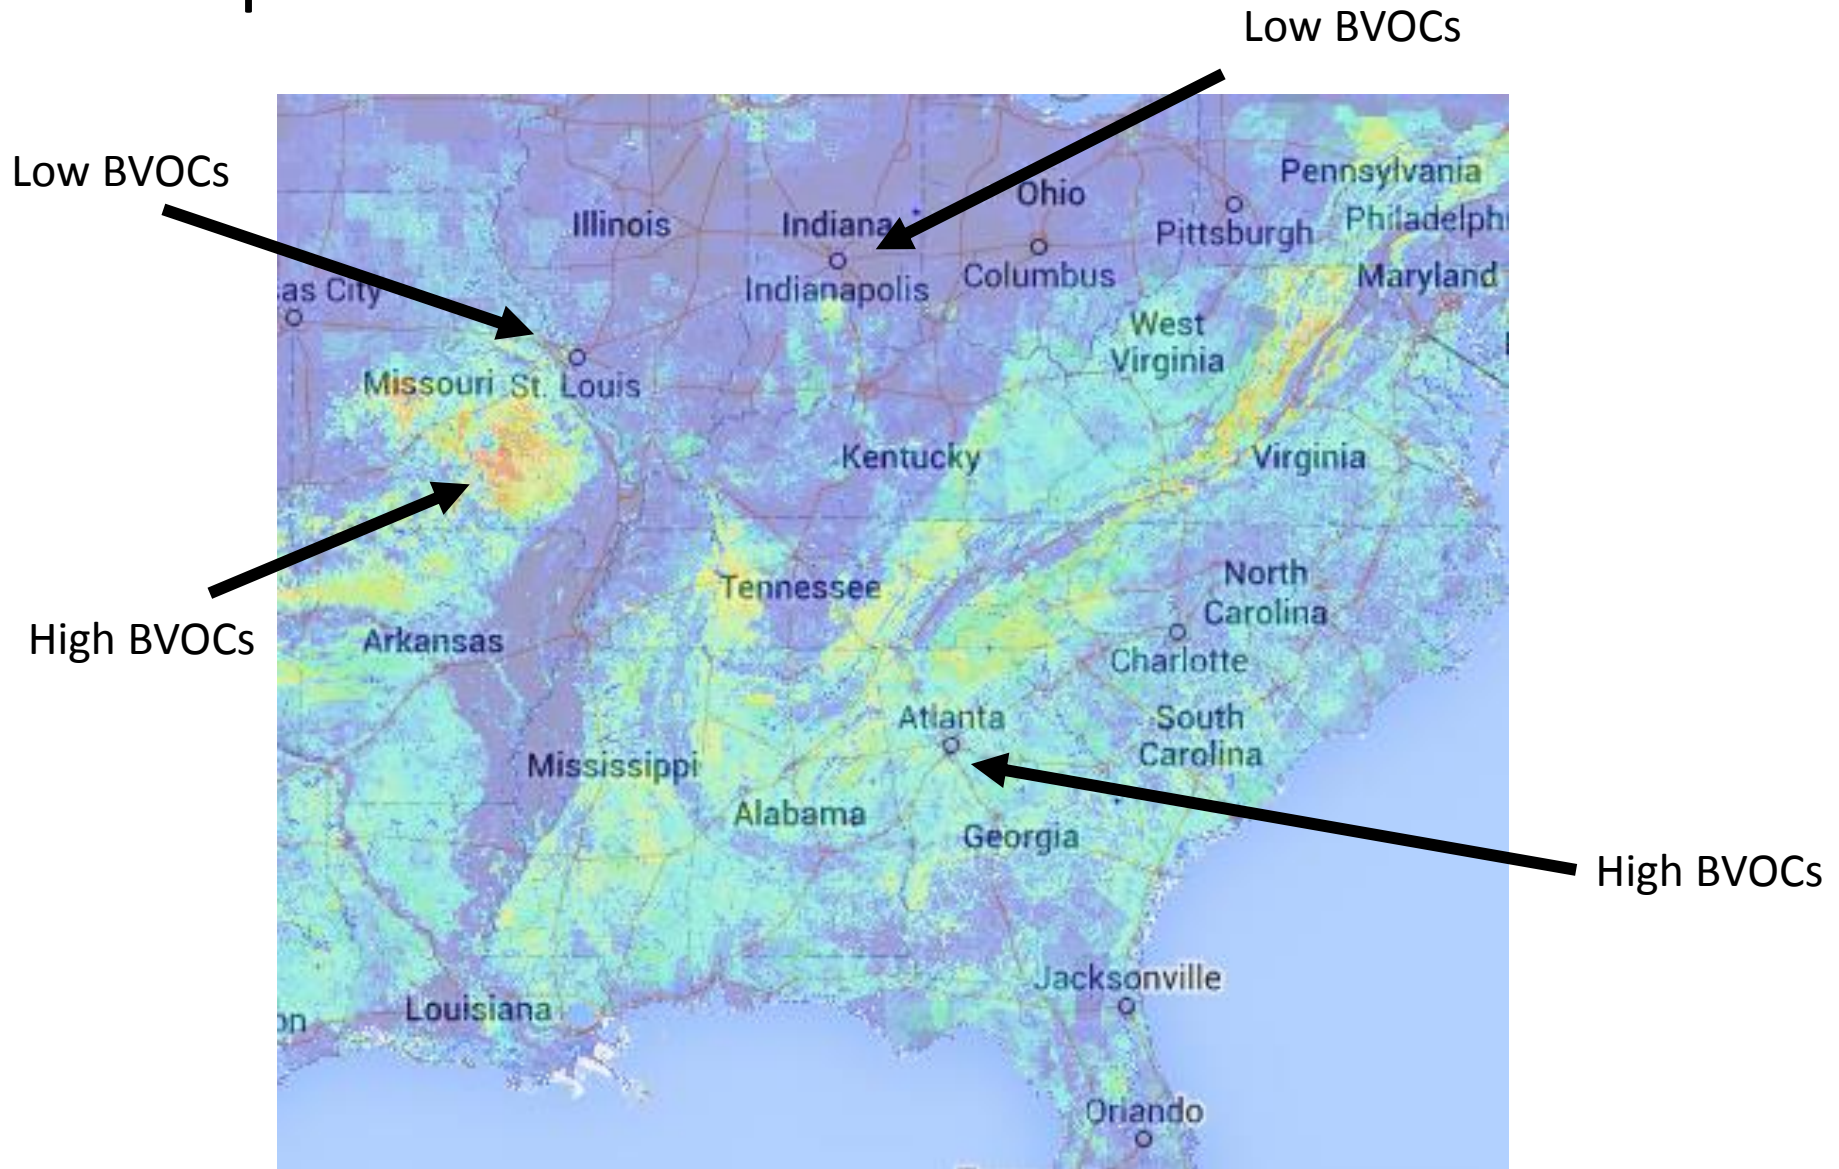 Low BVOCs
Low BVOCs
Pennsylvania
Ohio
Illinois
Indiana
Pittsburgh
Philadelph
Columbus
Maryland
as City
Indianapolis
West
Virginia
Missouri
St. Louis
Kentucky
Virginia
Tennessee
North
Carolina
High BVOCs
Arkansas
Charlotte
Atlanta
South
Carolina
Mississippi
Alabama
Georgia
High BVOCs
Jacksonville
Louisiana
on
Orlando